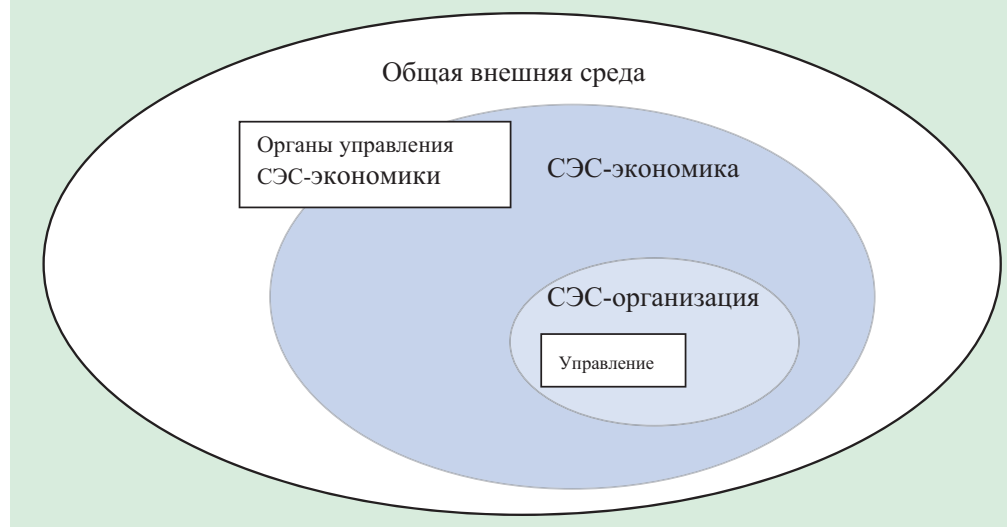 Общая внешняя среда
Органы управления
СЭС-экономики
СЭС-экономика
СЭС-организация
Управление